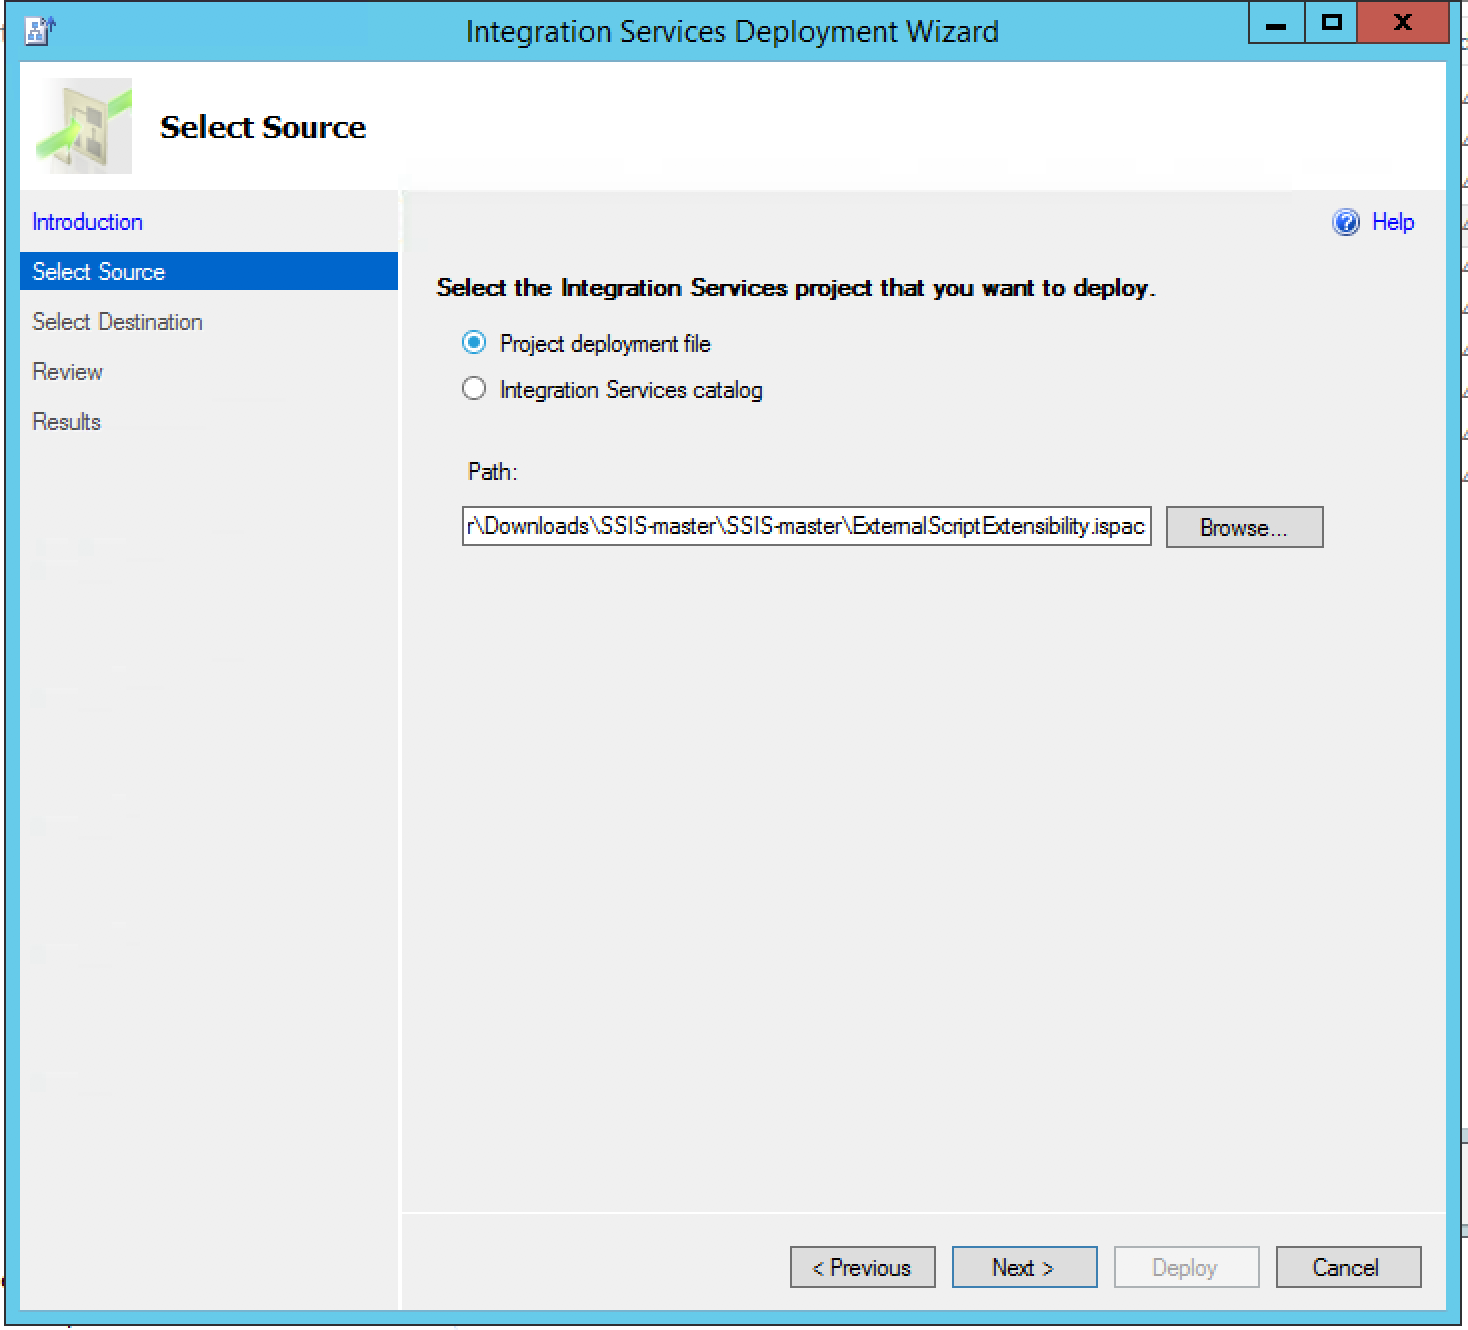 Integration Services Deployment Wizard
Select Source
Introduction
Select Source
Select Destination
Review
Results
Help
Select the Integration Services project that you want to deploy.
Project deployment file
Integration Services catalog
Path:
r\Downloads\SSIS-master\SSIS-master\ExternalScriptExtensibility.ispac
Browse...
< Previous
Next >
Deploy
Cancel